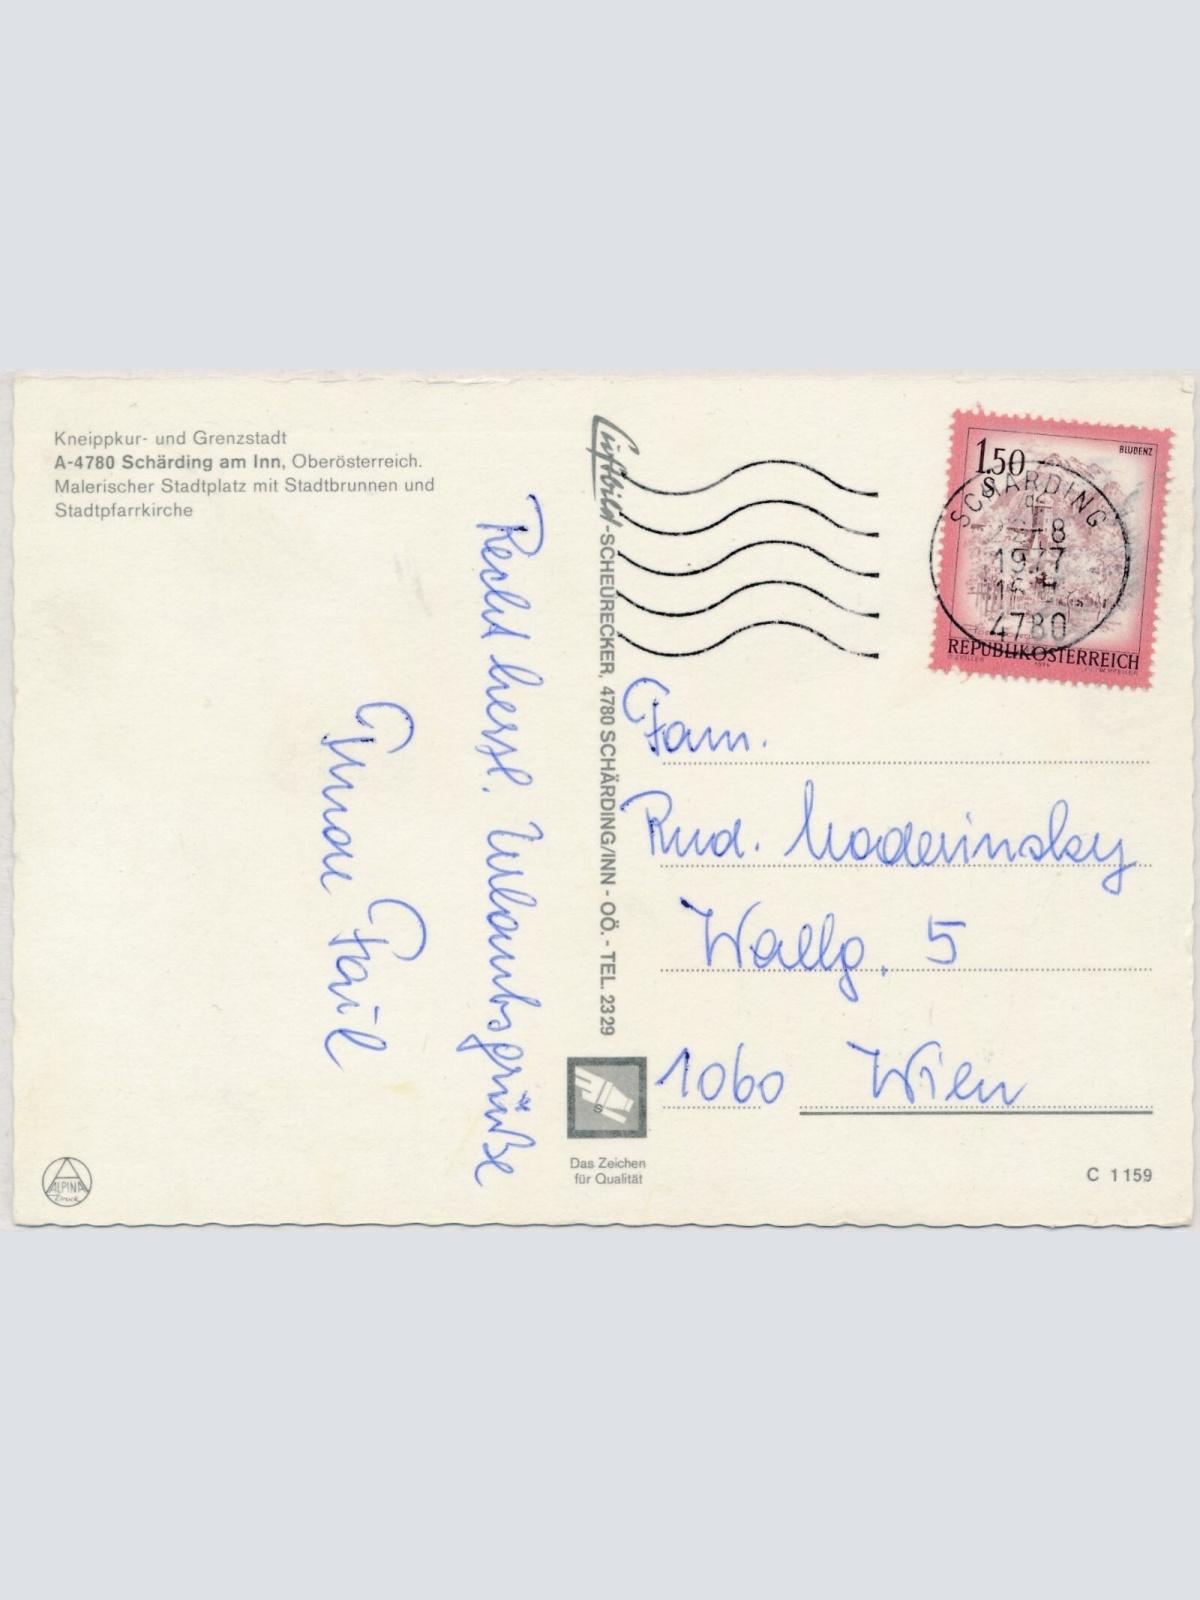 Kneippkur- und Grenzstadt
A-4780 Schärding am Inn, Oberösterreich.
Malerischer Stadtplatz mit Stadtbrunnen und
Stadtpfarrkirche
Recht herzl. Urlaubsgrüße
Luftbild-SCHEURECKER, 4780 SCHÄRDING/INN - OÖ. - TEL. 2329
1.50
BLUDENZ
REPUBLIK ÖSTERREICH
SCHÄRDING
1977
4780
Fam.
Rud.
Wallg. 5
1060 Wien
S
Das Zeichen
für Qualität
C 1159
ALPINA
Druck